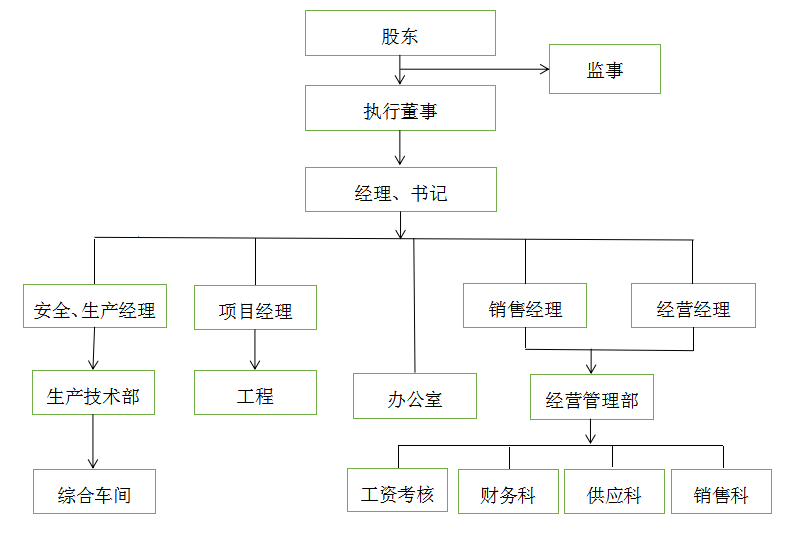 股东
监事
执行董事
经理、书记
安全、生产经理
项目经理
销售经理
经营经理
生产技术部
工程
办公室
经营管理部
综合车间
工资考核
财务科
供应科
销售科